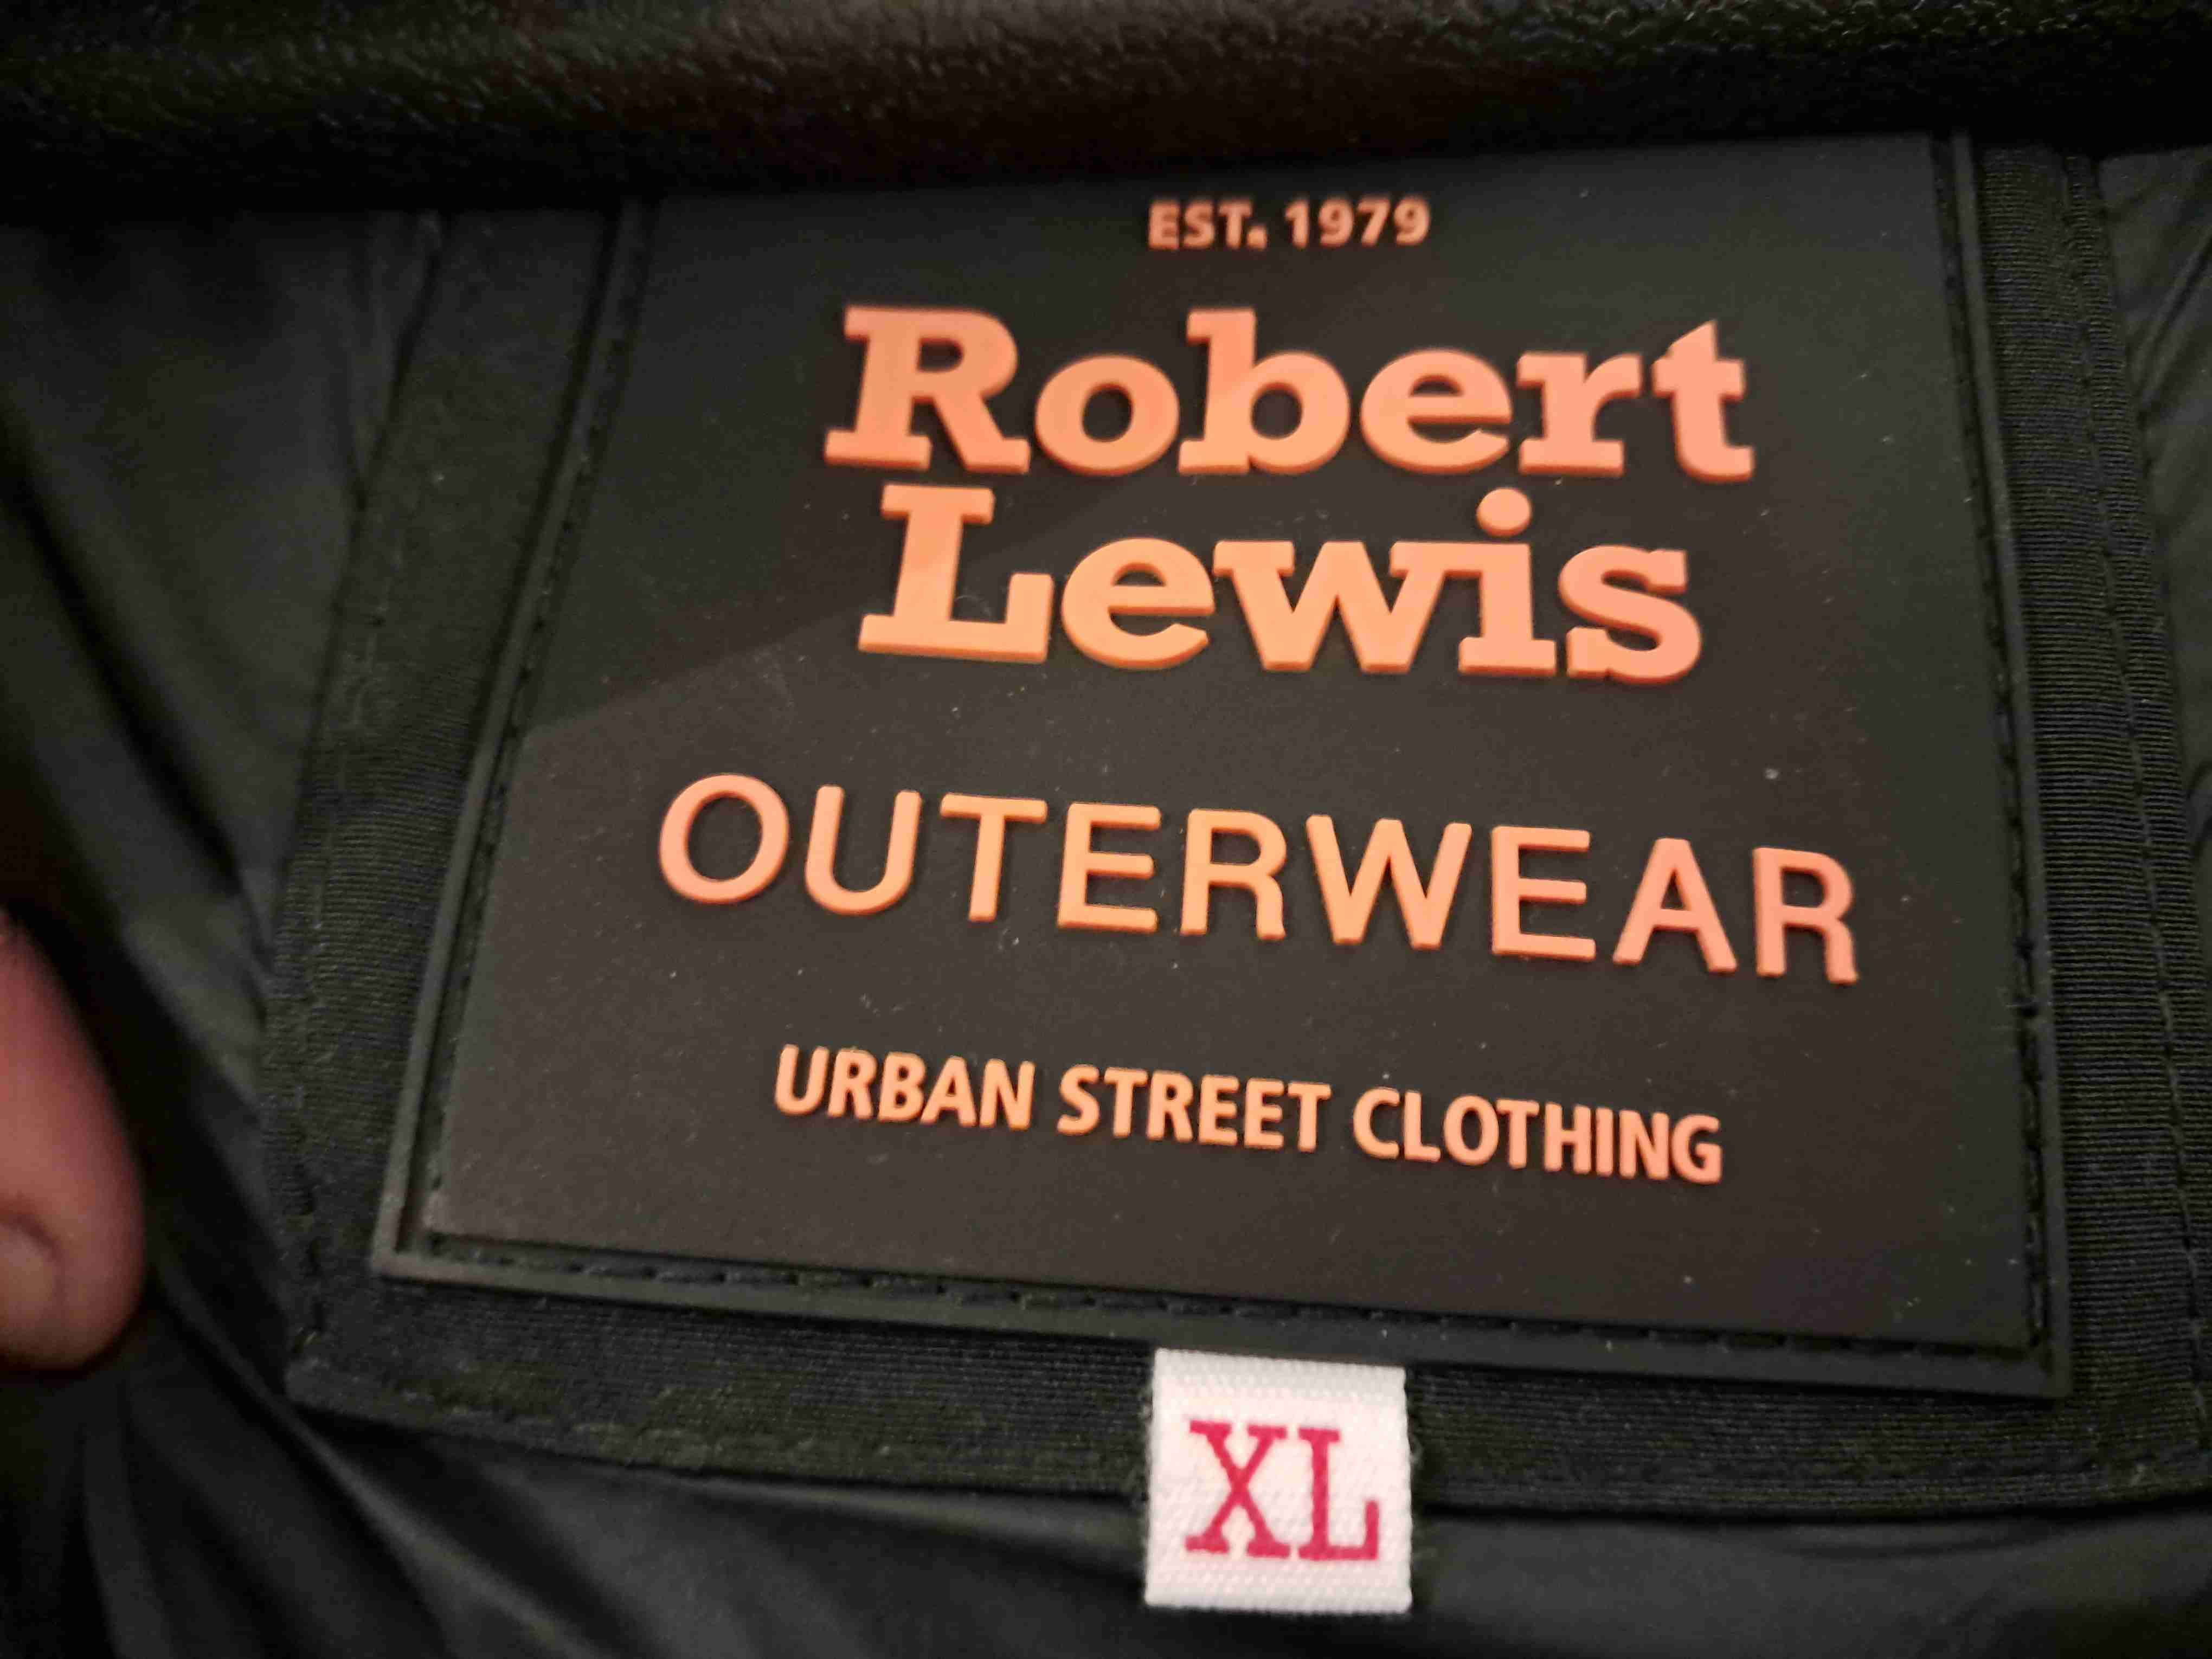 EST. 1979
Robert
Lewis
OUTERWEAR
URBAN STREET CLOTHING
XL